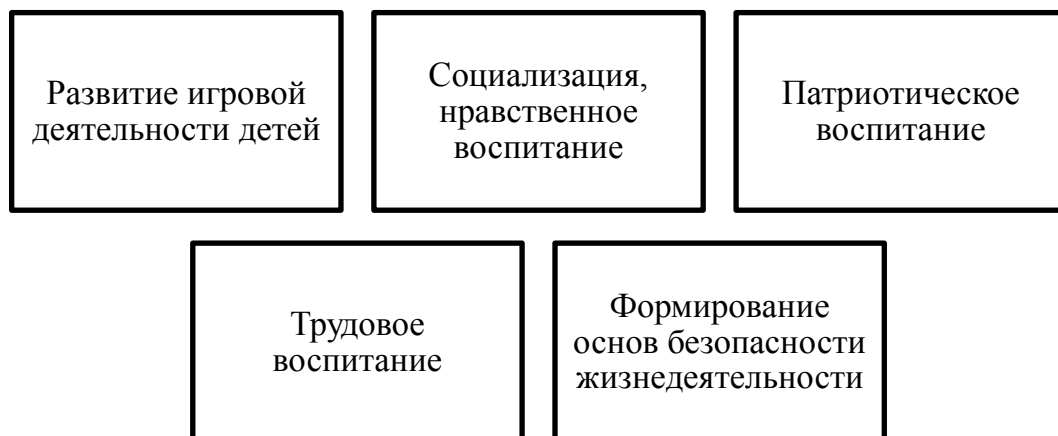 Развитие игровой
деятельности детей
Социализация,
нравственное
воспитание
Патриотическое
воспитание
Трудовое
воспитание
Формирование
основ безопасности
жизнедеятельности